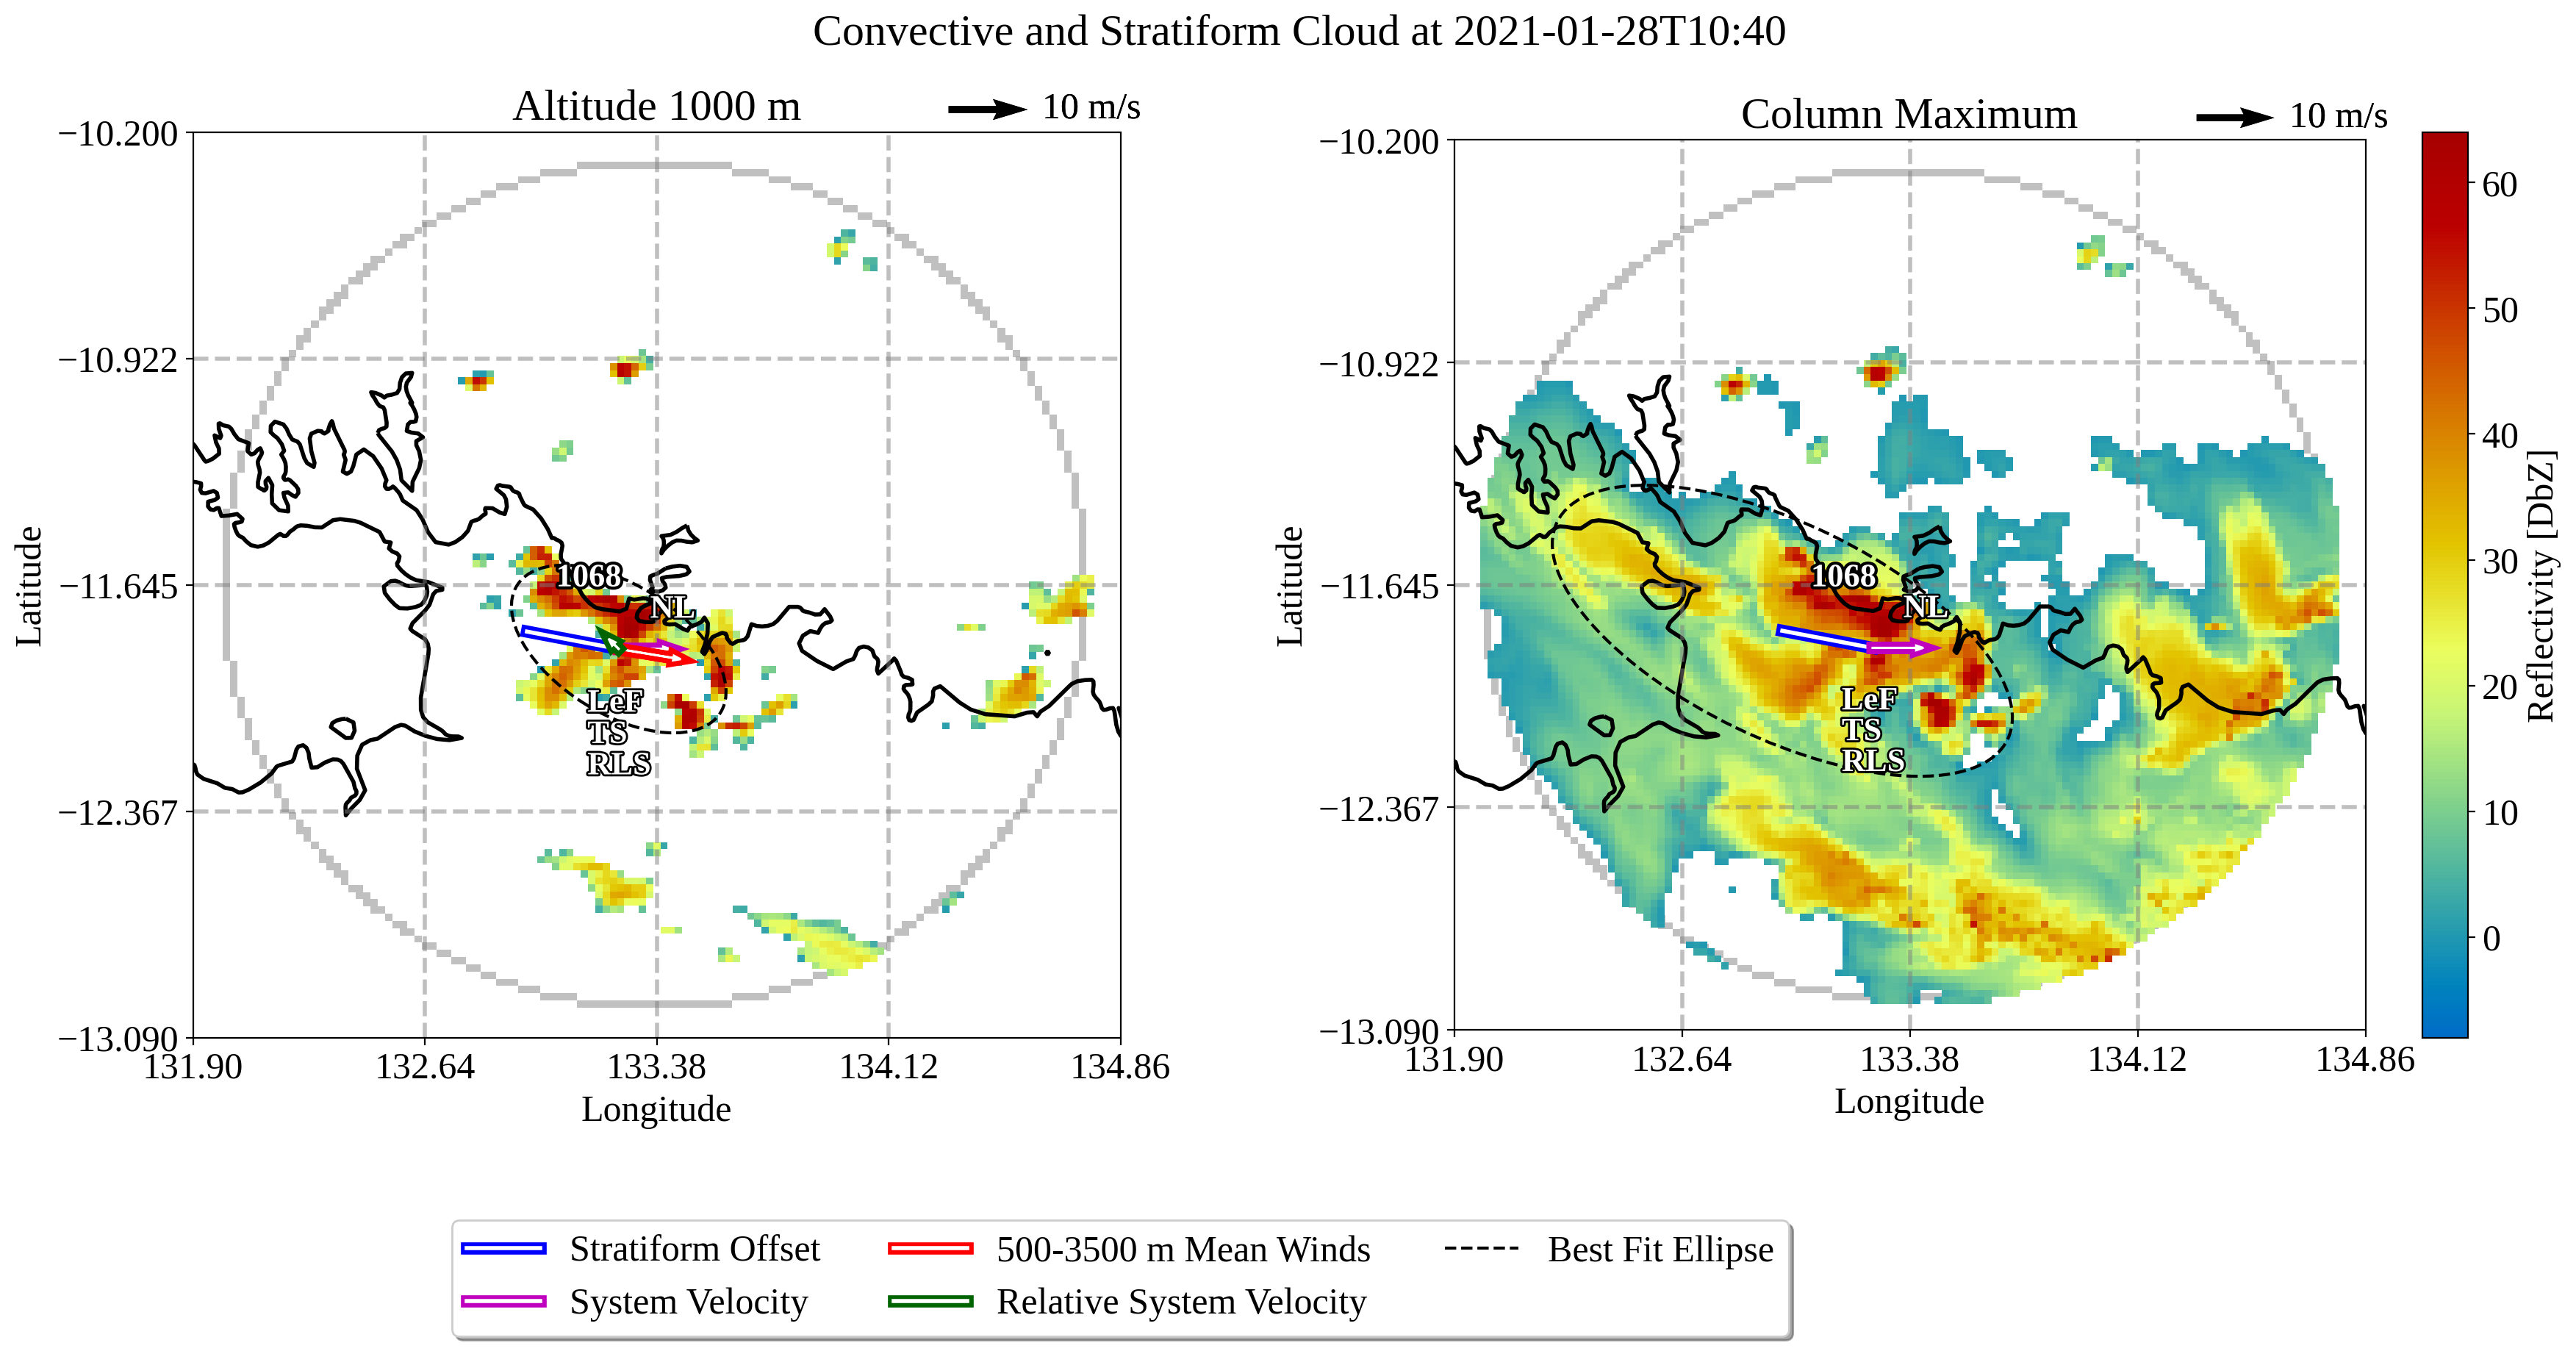 Convective and Stratiform Cloud at 2021-01-28T10:40
Altitude 1000 m
10 m/s
−10.200
−10.922
−11.645
−12.367
−13.090
Latitude
131.90
132.64
133.38
134.12
134.86
Longitude
1068
NL
LeF
TS
RLS
Column Maximum
10 m/s
−10.200
−10.922
−11.645
−12.367
−13.090
Latitude
131.90
132.64
133.38
134.12
134.86
Longitude
1068
NL
LeF
TS
RLS
60
50
40
30
20
10
0
Reflectivity [DbZ]
Stratiform Offset
System Velocity
500-3500 m Mean Winds
Relative System Velocity
Best Fit Ellipse